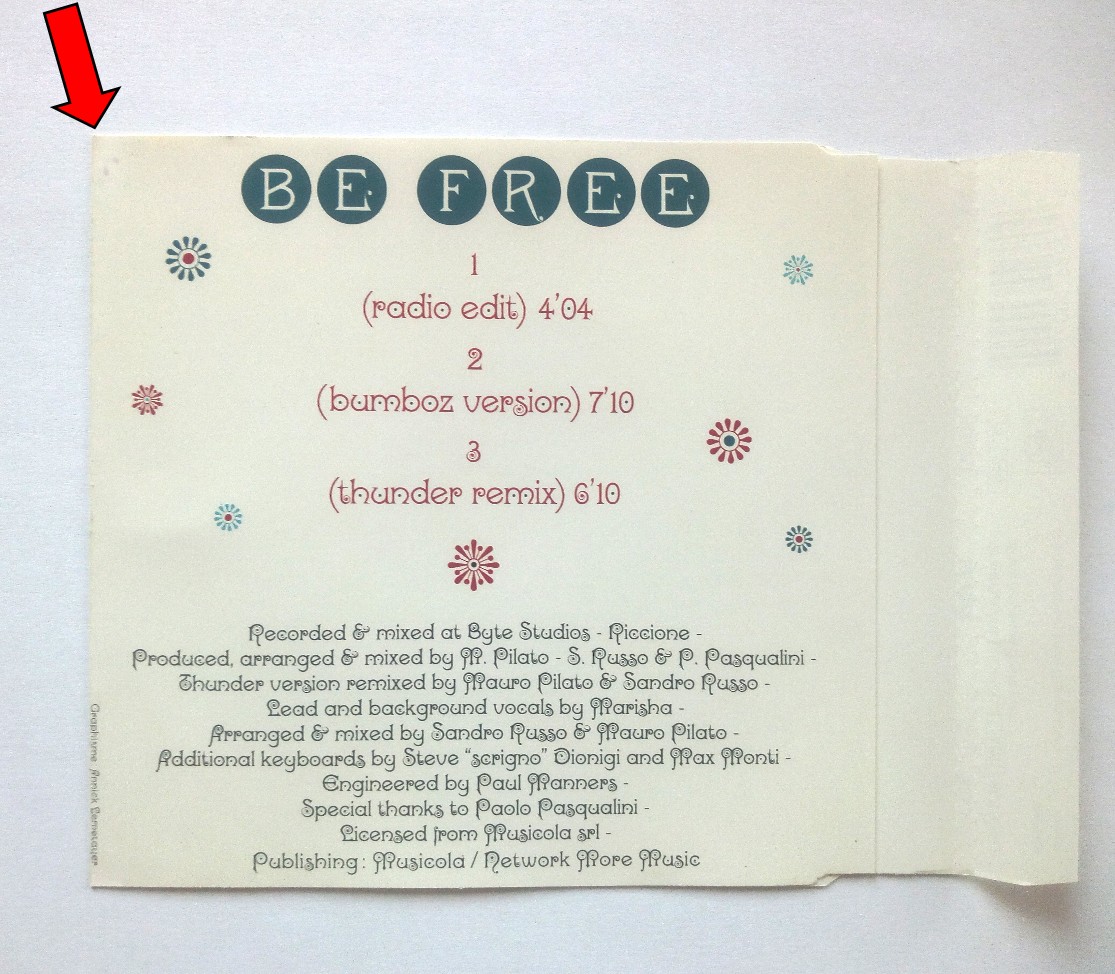 BE FREE
1
(radio edit) 4'04
2
(bumboz version) 7'10
3
(thunder remix) 6'10
Recorded & mixed at Byte Studios - Riccione -
Produced, arranged & mixed by M. Pilato - S. Russo & P. Pasqualini -
Thunder version remixed by Mauro Pilato & Sandro Russo -
Lead and background vocals by Marisha -
Arranged & mixed by Sandro Russo & Mauro Pilato -
Additional keyboards by Steve "scrigno" Dionigi and Max Monti -
Engineered by Paul Manners -
Special thanks to Paolo Pasqualini -
Licensed from Musicola srl -
Publishing : Musicola / Network More Music
Graphisme Annick